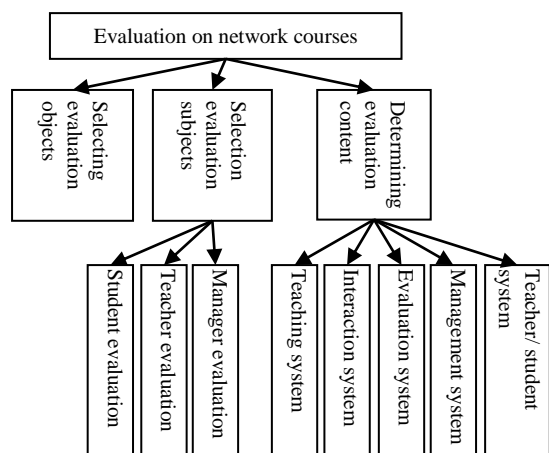 Evaluation on network courses
Selecting
evaluation
objects
Selection
evaluation
subjects
Determining
evaluation
content
Student evaluation
Teacher evaluation
Manager evaluation
Teaching system
Interaction system
Evaluation system
Management system
Teacher/ student
system